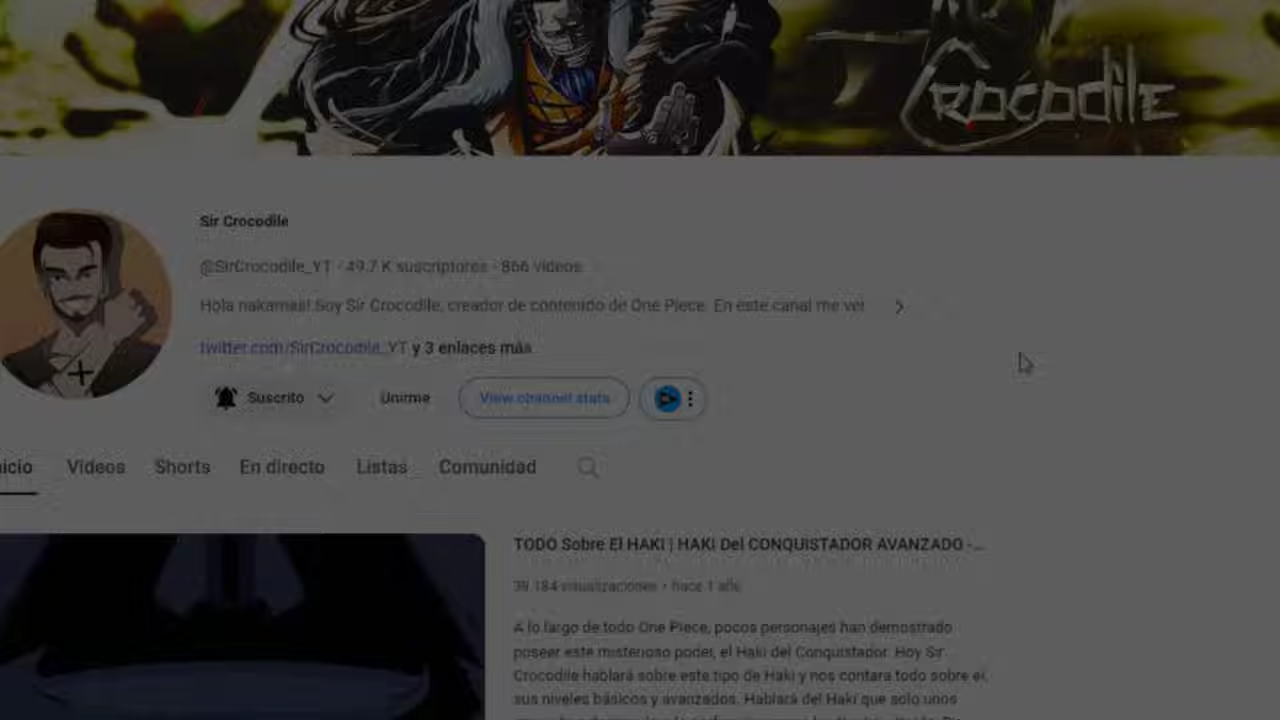 Crocodile
Sir Crocodile
@SirCrocodile_YT · 49.7 K suscriptores · 866 vídeos
Hola nakamas! Soy Sir Crocodile, creador de contenido de One Piece. En este canal me ver
twitter.com/SirCrocodile_YT y 3 enlaces más
Suscrito Unirme View channel stats
nicio Vídeos Shorts En directo Listas Comunidad
TODO Sobre El HAKI | HAKI Del CONQUISTADOR AVANZADO -...
39.184 visualizaciones • hace 1 año
A lo largo de todo One Piece, pocos personajes han demostrado
poseer este misterioso poder, el Haki del Conquistador. Hoy Sir
Crocodile hablará sobre este tipo de Haki y nos contara todo sobre el,
sus niveles básicos y avanzados. Hablará del Haki que solo unos